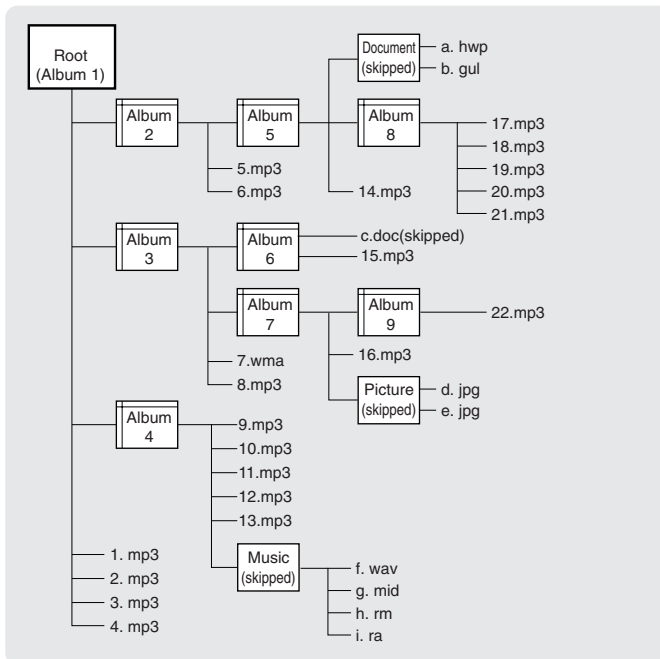 Root
(Album 1)
Document
(skipped)
a. hwp
b. gul
Album
2
Album
5
Album
8
17.mp3
18.mp3
19.mp3
20.mp3
21.mp3
5.mp3
6.mp3
14.mp3
Album
3
Album
6
c.doc(skipped)
15.mp3
Album
7
Album
9
22.mp3
7.wma
8.mp3
16.mp3
Picture
(skipped)
d. jpg
e. jpg
Album
4
9.mp3
10.mp3
11.mp3
12.mp3
13.mp3
Music
(skipped)
f. wav
g. mid
h. rm
i. ra
1. mp3
2. mp3
3. mp3
4. mp3